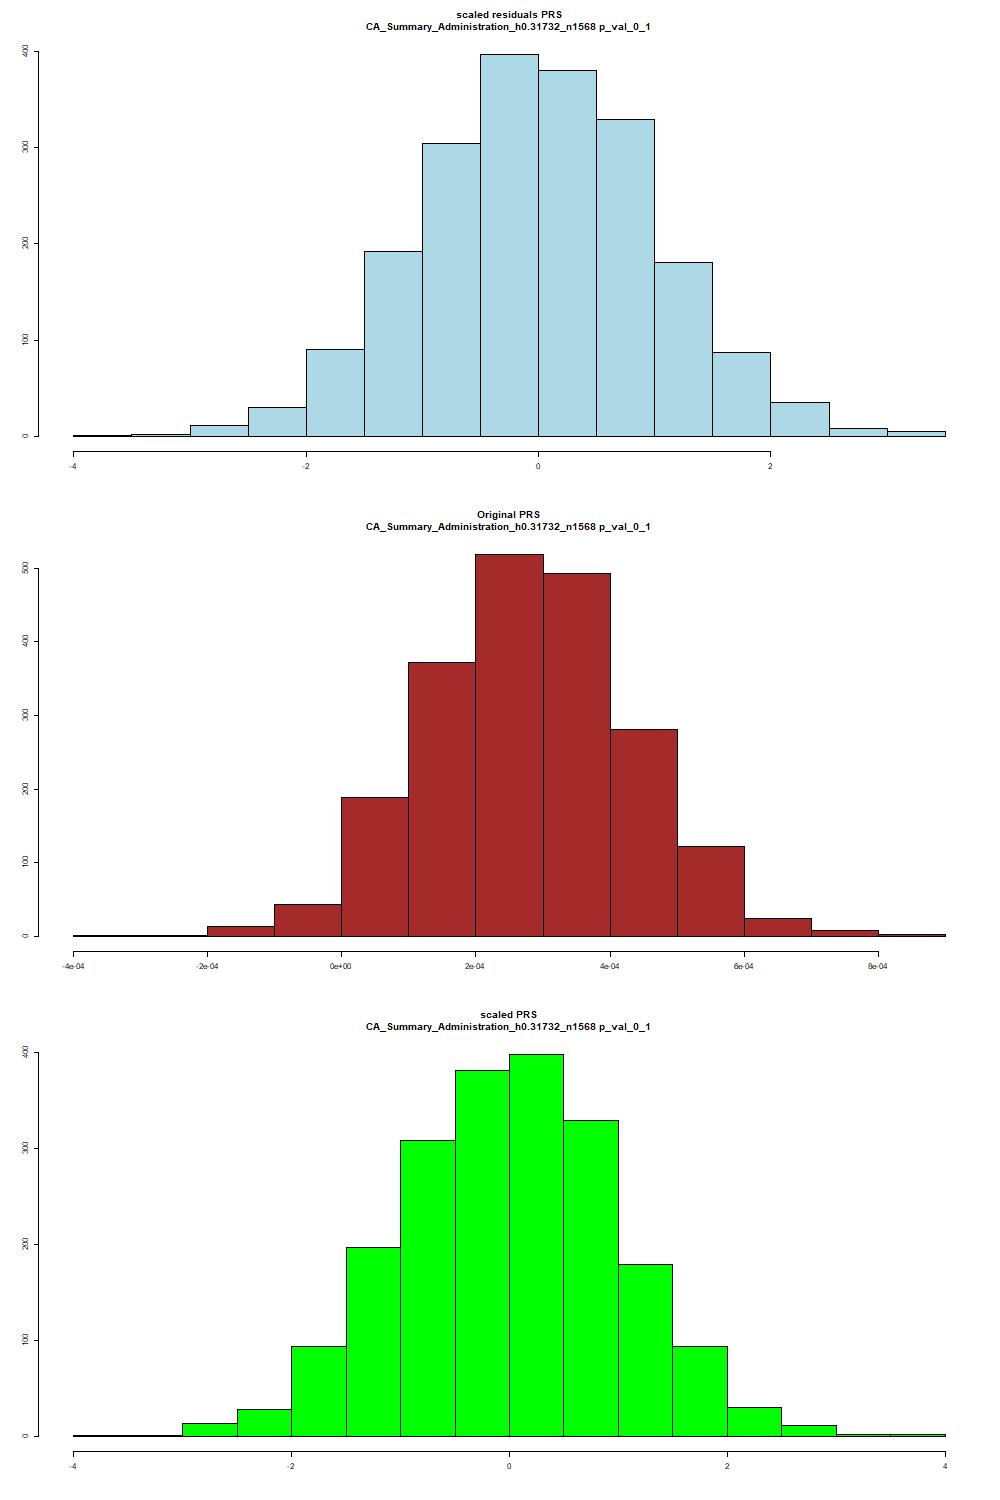 scaled residuals PRS
CA_Summary_Administration_h0.31732_n1568 p_val_0_1
400
300
200
100
0
-4 -2 0 2
Original PRS
CA_Summary_Administration_h0.31732_n1568 p_val_0_1
500
400
300
200
100
0
-4e-04 -2e-04 0e+00 2e-04 4e-04 6e-04 8e-04
scaled PRS
CA_Summary_Administration_h0.31732_n1568 p_val_0_1
400
300
200
100
0
-4 -2 0 2 4